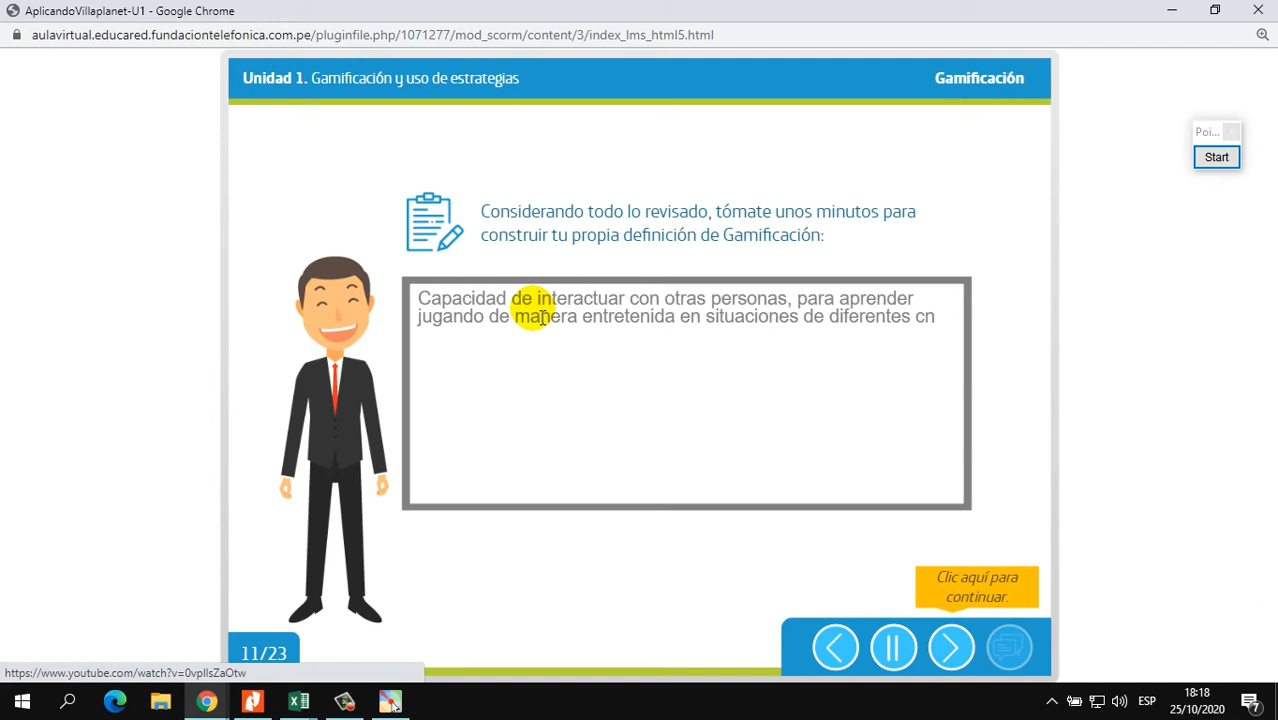 AplicandoVillaplanet-U1 - Google Chrome
aulavirtual.educared.fundaciontelefonica.com.pe/pluginfile.php/1071277/mod_scorm/content/3/index_lms_html5.html
Unidad 1. Gamificación y uso de estrategias
Gamificación
Poi...
Start
Considerando todo lo revisado, tómate unos minutos para
construir tu propia definición de Gamificación:
Capacidad de interactuar con otras personas, para aprender
jugando de manera entretenida en situaciones de diferentes cn
Clic aquí para
continuar.
11/23
https://www.youtube.com/watch?v=0vpllsZaOtw
ESP
18:18
25/10/2020
7